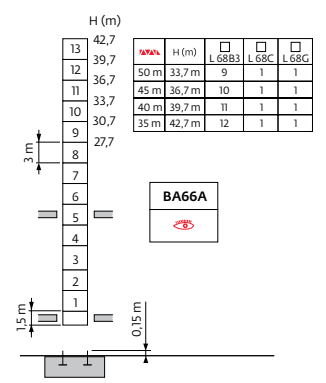 H (m)
42,7
13
39,7
12
36,7
11
33,7
10
30,7
9
27,7
8
3 m
7
6
5
4
3
2
1
1,5 m
0,15 m
H (m) L 68B3 L 68C L 68G
50 m 33,7 m 9 1 1
45 m 36,7 m 10 1 1
40 m 39,7 m 11 1 1
35 m 42,7 m 12 1 1
BA66A